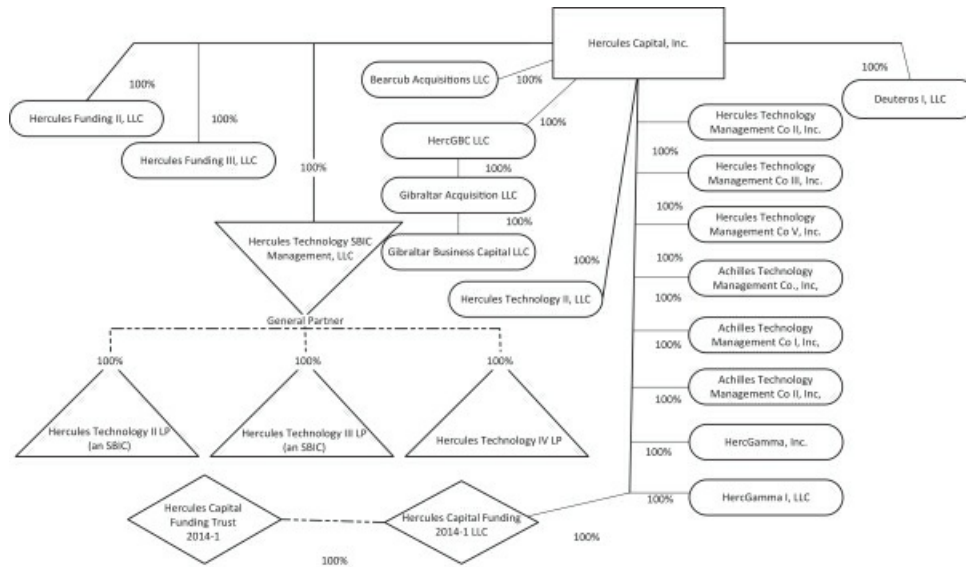 Hercules Capital, Inc.
100%
Hercules Funding II, LLC
100%
Hercules Funding III, LLC
100%
Hercules Technology SBIC
Management, LLC
General Partner
100%
100%
100%
Hercules Technology II LP
(an SBIC)
Hercules Technology III LP
(an SBIC)
Hercules Technology IV LP
Bearcub Acquisitions LLC
100%
HercGBC LLC
100%
100%
Gibraltar Acquisition LLC
100%
Gibraltar Business Capital LLC
100%
Hercules Technology II, LLC
100%
Deuteros I, LLC
Hercules Technology
Management Co II, Inc.
100%
Hercules Technology
Management Co III, Inc.
100%
Hercules Technology
Management Co V, Inc.
100%
Achilles Technology
Management Co., Inc,
100%
Achilles Technology
Management Co I, Inc,
100%
Achilles Technology
Management Co II, Inc,
100%
HercGamma, Inc.
100%
HercGamma I, LLC
100%
Hercules Capital
Funding Trust
2014-1
100%
Hercules Capital Funding
2014-1 LLC
100%